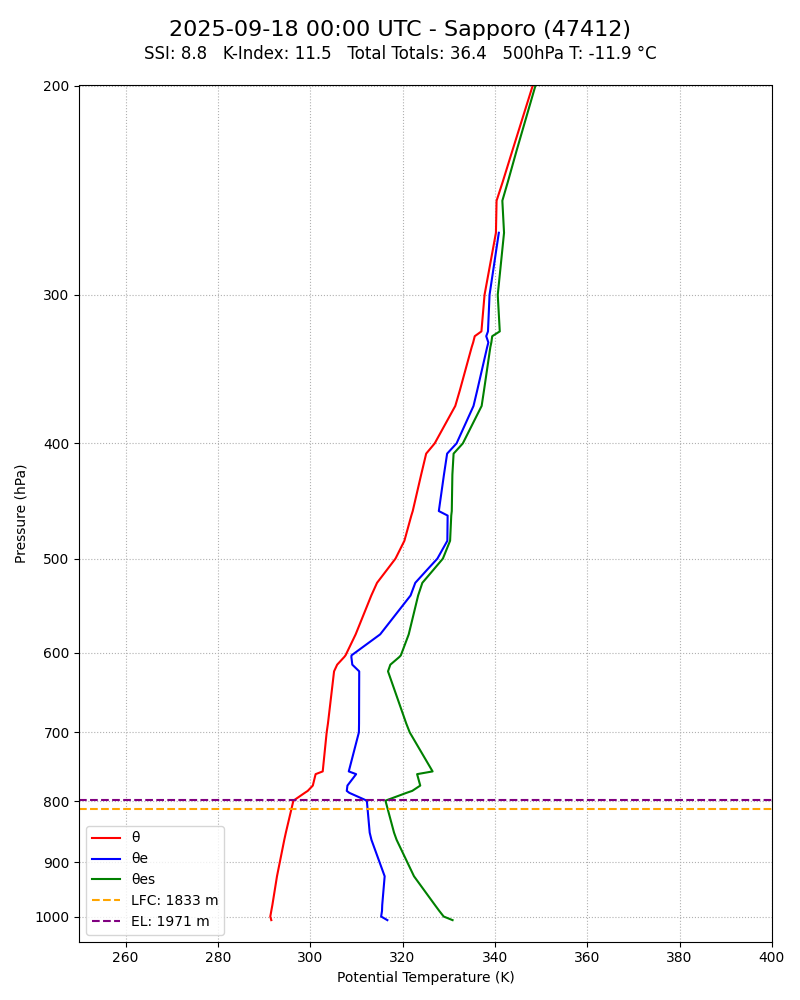 2025-09-18 00:00 UTC - Sapporo (47412)
SSI: 8.8   K-Index: 11.5   Total Totals: 36.4   500hPa T: -11.9 °C
200
300
400
500
600
700
800
900
1000
Pressure (hPa)
θ
θe
θes
LFC: 1833 m
EL: 1971 m
260 280 300 320 340 360 380 400
Potential Temperature (K)